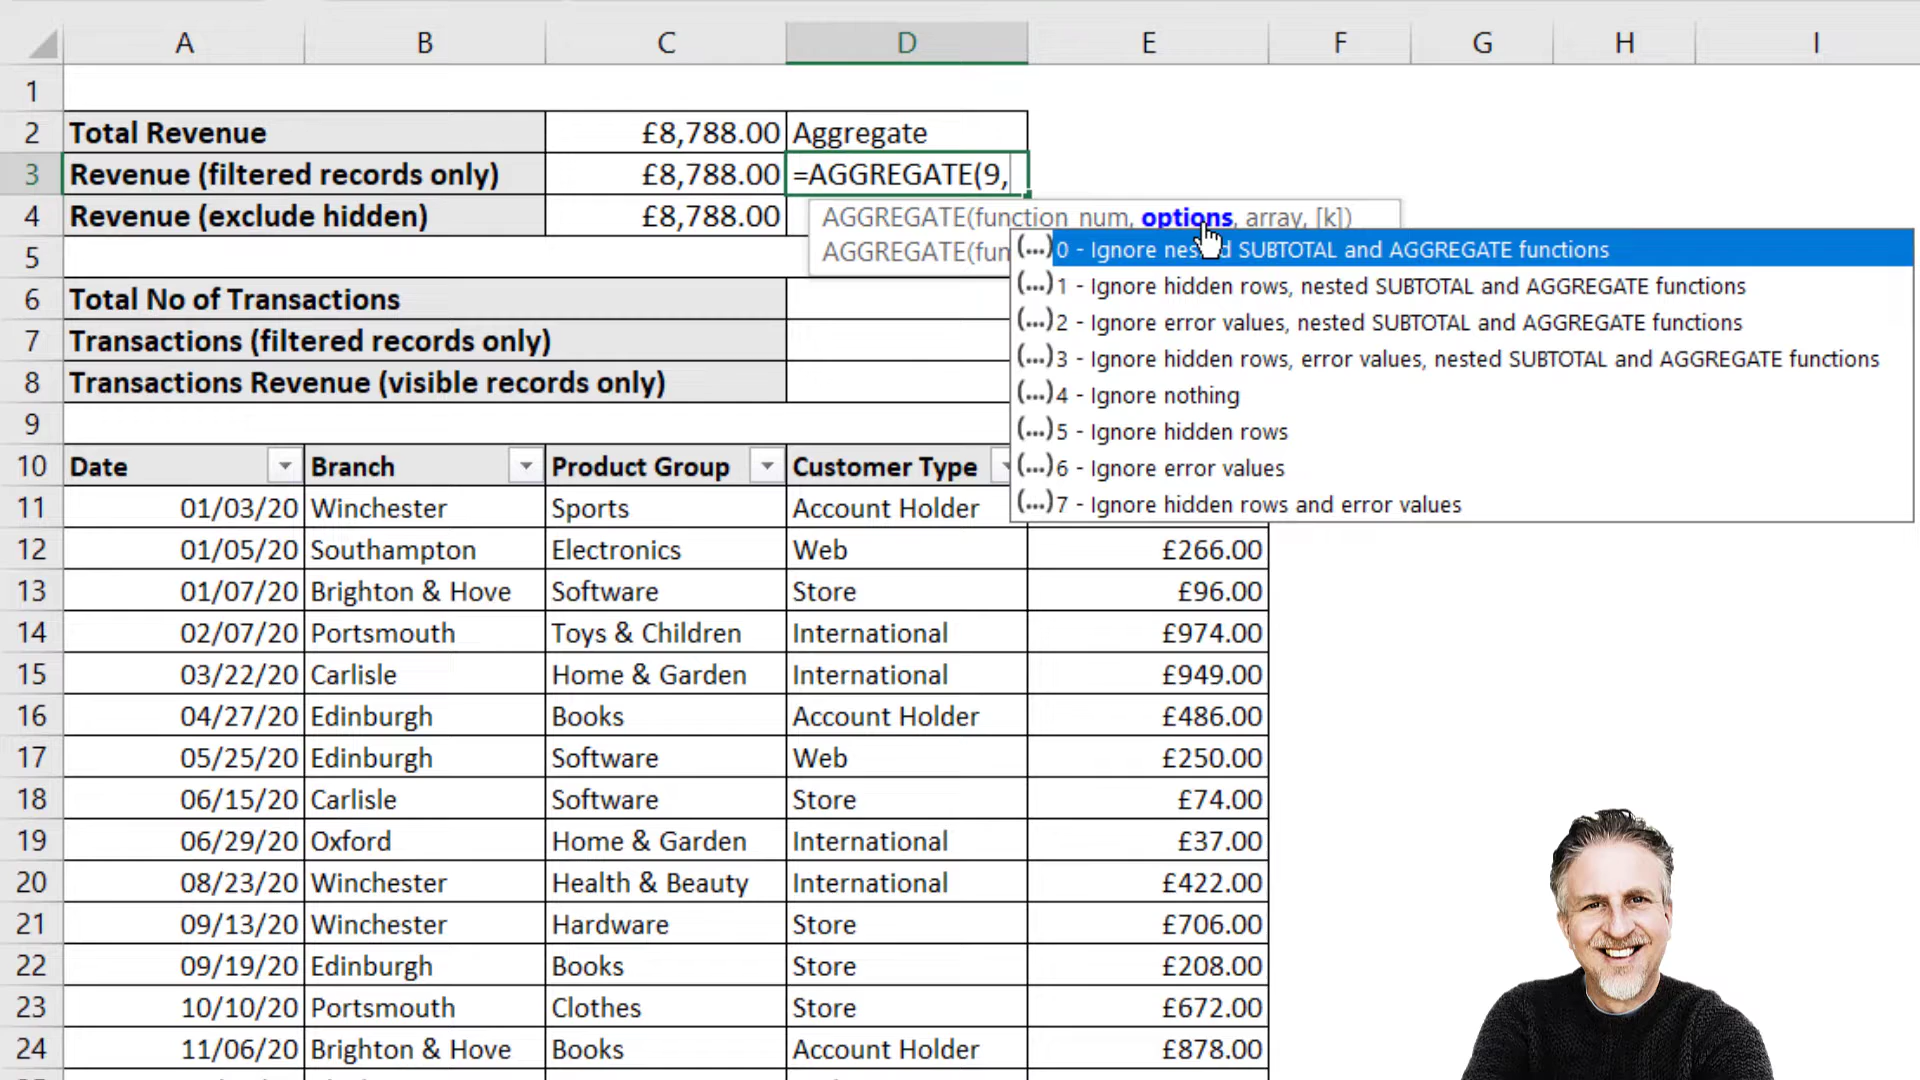 A B C D E F G H I
1
2 Total Revenue £8,788.00 Aggregate
3 Revenue (filtered records only) £8,788.00 =AGGREGATE(9,
4 Revenue (exclude hidden) £8,788.00
AGGREGATE(function_num, options, array, [k])
AGGREGATE(fun
(...) 0 - Ignore nested SUBTOTAL and AGGREGATE functions
(...) 1 - Ignore hidden rows, nested SUBTOTAL and AGGREGATE functions
(...) 2 - Ignore error values, nested SUBTOTAL and AGGREGATE functions
(...) 3 - Ignore hidden rows, error values, nested SUBTOTAL and AGGREGATE functions
(...) 4 - Ignore nothing
(...) 5 - Ignore hidden rows
(...) 6 - Ignore error values
(...) 7 - Ignore hidden rows and error values
5
6 Total No of Transactions
7 Transactions (filtered records only)
8 Transactions Revenue (visible records only)
9
10 Date Branch Product Group Customer Type
11 01/03/20 Winchester Sports Account Holder
12 01/05/20 Southampton Electronics Web £266.00
13 01/07/20 Brighton & Hove Software Store £96.00
14 02/07/20 Portsmouth Toys & Children International £974.00
15 03/22/20 Carlisle Home & Garden International £949.00
16 04/27/20 Edinburgh Books Account Holder £486.00
17 05/25/20 Edinburgh Software Web £250.00
18 06/15/20 Carlisle Software Store £74.00
19 06/29/20 Oxford Home & Garden International £37.00
20 08/23/20 Winchester Health & Beauty International £422.00
21 09/13/20 Winchester Hardware Store £706.00
22 09/19/20 Edinburgh Books Store £208.00
23 10/10/20 Portsmouth Clothes Store £672.00
24 11/06/20 Brighton & Hove Books Account Holder £878.00